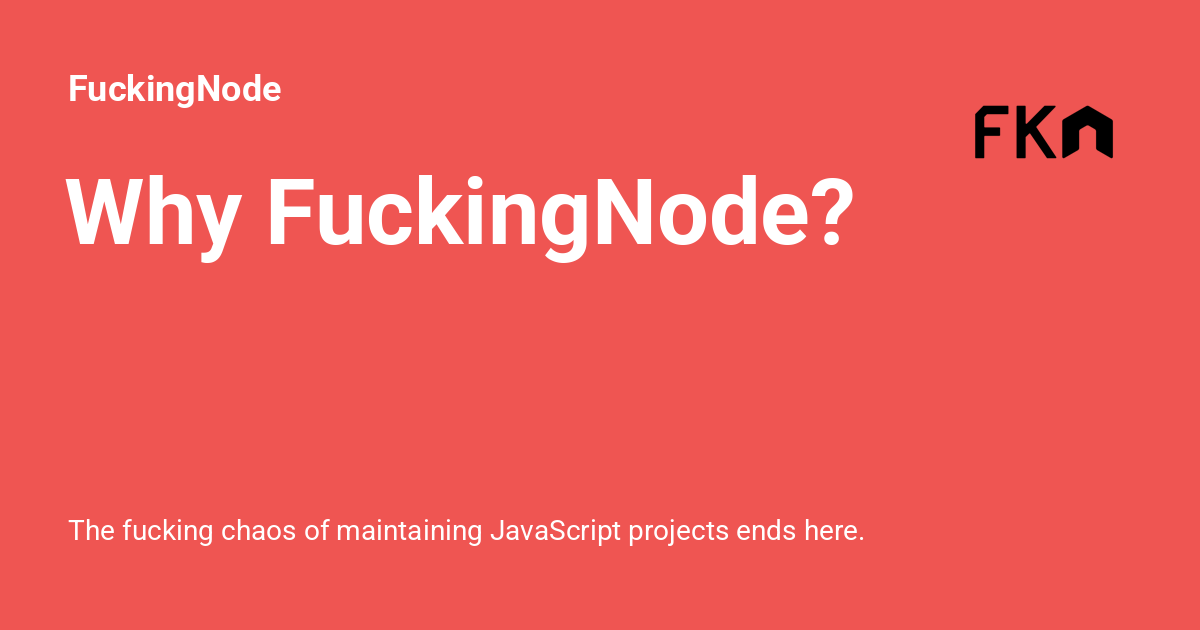 FuckingNode
FKn
Why FuckingNode?
The fucking chaos of maintaining JavaScript projects ends here.